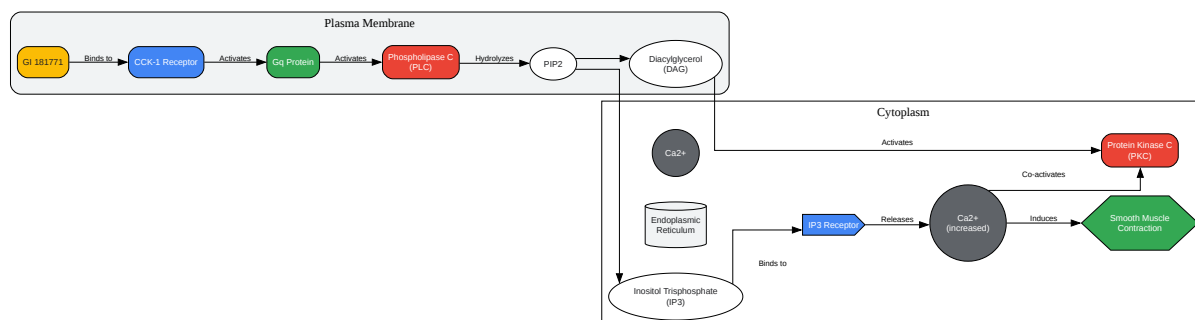 Plasma Membrane
GI 181771
Binds to
CCK-1 Receptor
Activates
Gq Protein
Activates
Phospholipase C
(PLC)
Hydrolyzes
PIP2
Diacylglycerol
(DAG)
Cytoplasm
Ca2+
Activates
Protein Kinase C
(PKC)
Co-activates
Endoplasmic
Reticulum
IP3 Receptor
Releases
Ca2+
(increased)
Induces
Smooth Muscle
Contraction
Binds to
Inositol Trisphosphate
(IP3)